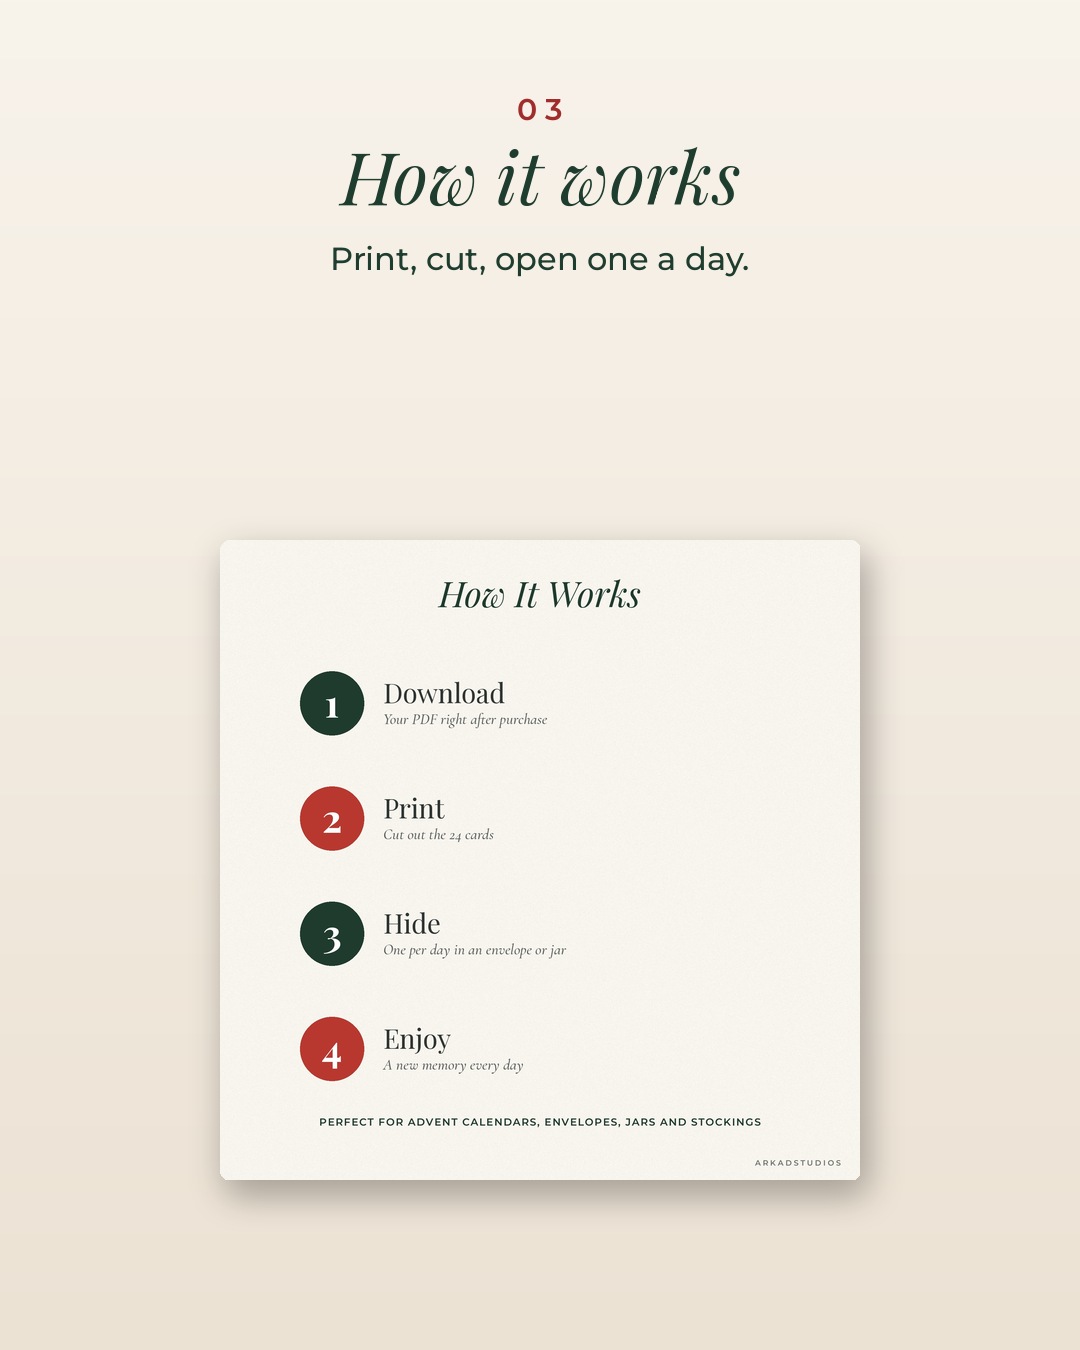 03
How it works
Print, cut, open one a day.
How It Works
1
Download
Your PDF right after purchase
2
Print
Cut out the 24 cards
3
Hide
One per day in an envelope or jar
4
Enjoy
A new memory every day
PERFECT FOR ADVENT CALENDARS, ENVELOPES, JARS AND STOCKINGS
ARKADSTUDIOS